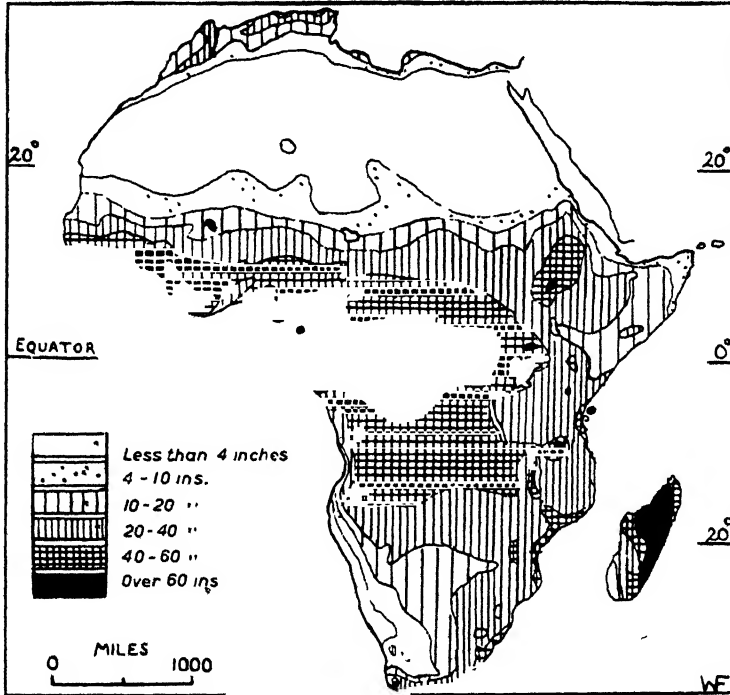 20°
20°
EQUATOR
0°
Less than 4 inches
4-10 ins.
10-20 "
20-40 "
40-60 "
Over 60 ins
20°
MILES
0 1000
WF